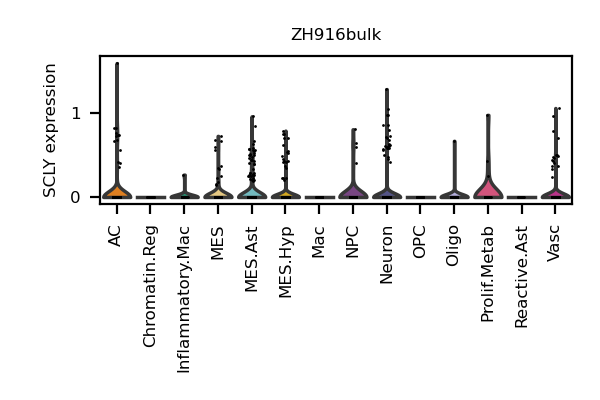 ZH916bulk
SCLY expression
1
0
AC
Chromatin.Reg
Inflammatory.Mac
MES
MES.Ast
MES.Hyp
Mac
NPC
Neuron
OPC
Oligo
Prolif.Metab
Reactive.Ast
Vasc